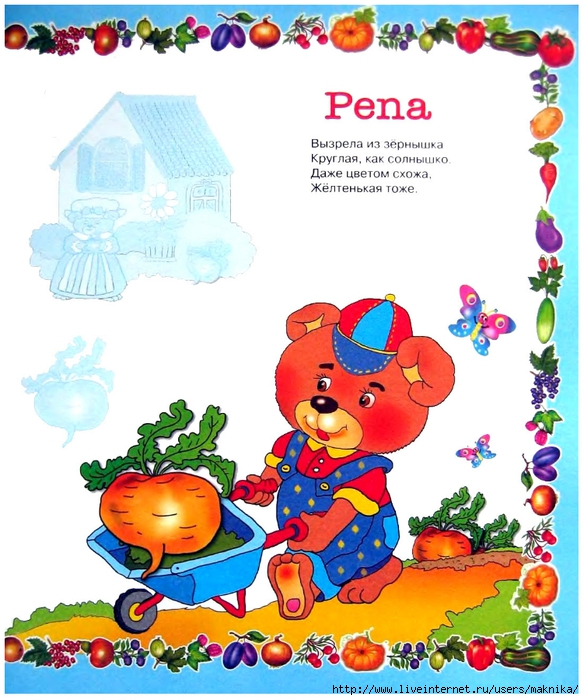 Репа
Вызрела из зёрнышка
Круглая, как солнышко.
Даже цветом схожа,
Жёлтенькая тоже.
http://www.liveinternet.ru/users/maknika/